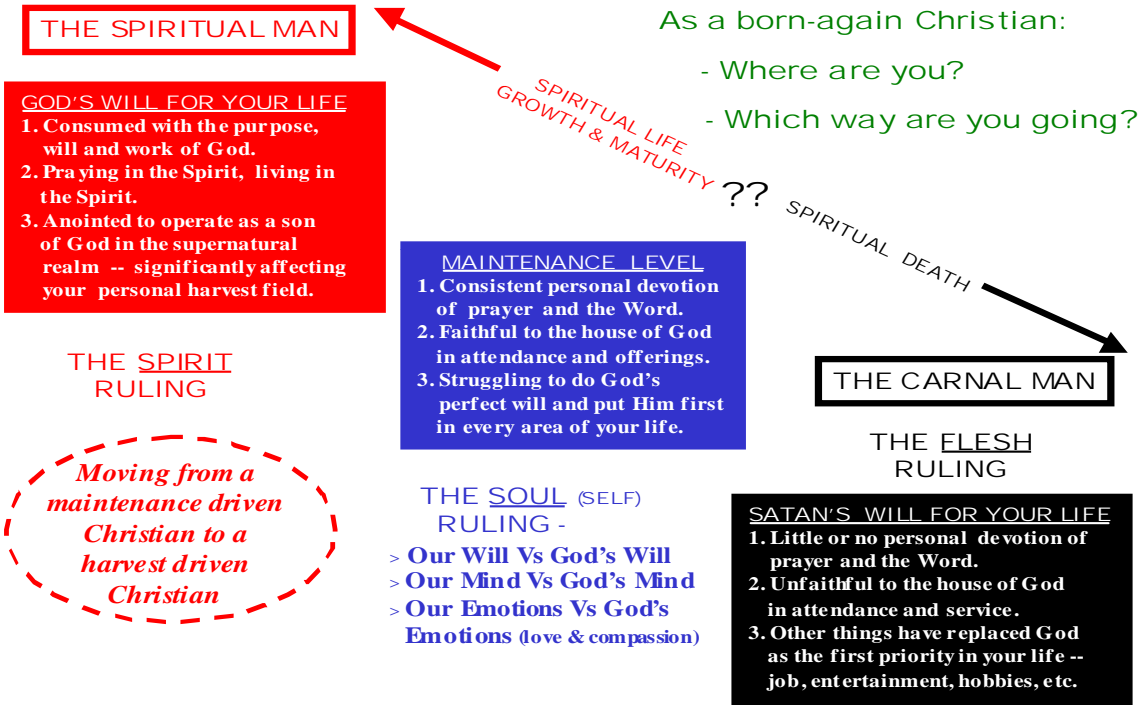 THE SPIRITUAL MAN
As a born-again Christian:
- Where are you?
- Which way are you going?
SPIRITUAL LIFE
GROWTH & MATURITY
??
SPIRITUAL DEATH
GOD'S WILL FOR YOUR LIFE
1. Consumed with the purpose,
will and work of God.
2. Praying in the Spirit, living in
the Spirit.
3. Anointed to operate as a son
of God in the supernatural
realm -- significantly affecting
your personal harvest field.
THE SPIRIT
RULING
Moving from a
maintenance driven
Christian to a
harvest driven
Christian
MAINTENANCE LEVEL
1. Consistent personal devotion
of prayer and the Word.
2. Faithful to the house of God
in attendance and offerings.
3. Struggling to do God's
perfect will and put Him first
in every area of your life.
THE SOUL (SELF)
RULING -
> Our Will Vs God's Will
> Our Mind Vs God's Mind
> Our Emotions Vs God's
Emotions (love & compassion)
THE CARNAL MAN
THE FLESH
RULING
SATAN'S WILL FOR YOUR LIFE
1. Little or no personal devotion of
prayer and the Word.
2. Unfaithful to the house of God
in attendance and service.
3. Other things have replaced God
as the first priority in your life --
job, entertainment, hobbies, etc.